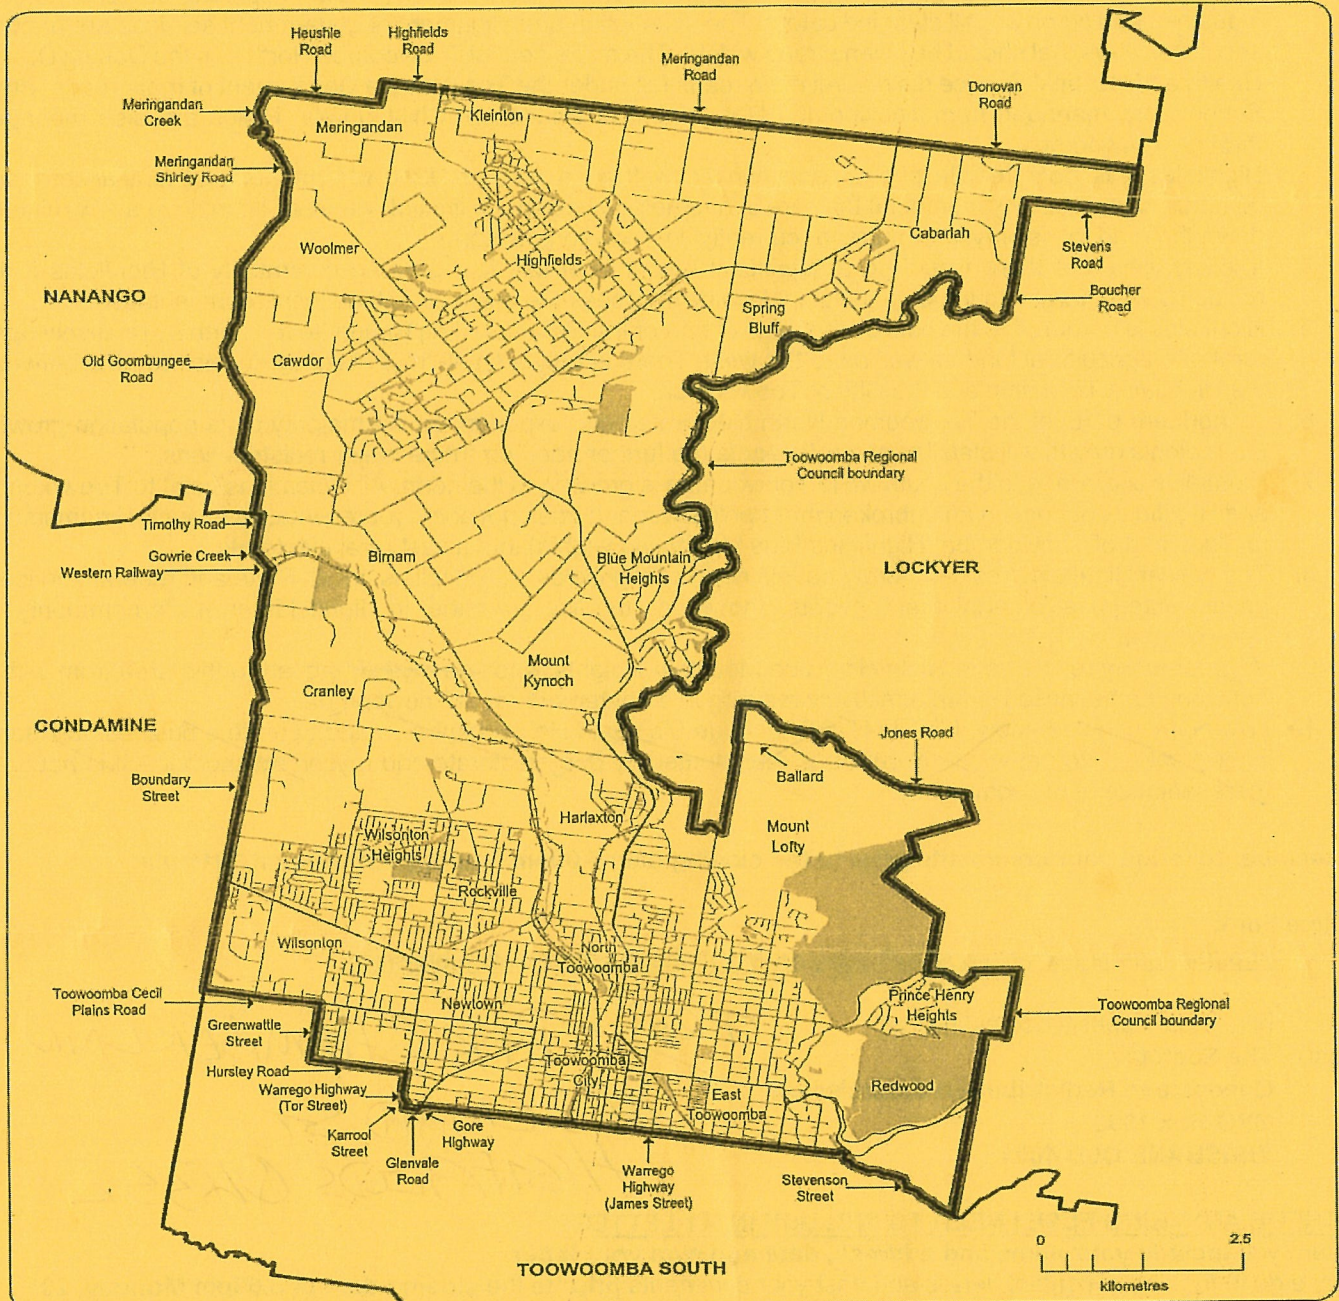 Heushle
Road
Highfields
Road
Meringandan
Road
Donovan
Road
Meringandan
Creek
Meringandan
Kleinton
Meringandan
Shirley Road
Woolmer
Highfields
Cabarlah
Stevens
Road
NANANGO
Boucher
Road
Spring
Bluff
Old Goombungee
Road
Cawdor
Toowoomba Regional
Council boundary
Timothy Road
Gowrie Creek
Western Railway
Birnam
Blue Mountain
Heights
LOCKYER
Mount
Kynoch
Cranley
CONDAMINE
Jones Road
Ballard
Boundary
Street
Harlaxton
Mount
Lofty
Wilsonton
Heights
Rockville
Wilsonton
North
Toowoomba
Toowoomba Cecil
Plains Road
Newtown
Prince Henry
Heights
Toowoomba Regional
Council boundary
Greenwattle
Street
Hursley Road
Toowoomba
City
Redwood
Warrego Highway
(Tor Street)
East
Toowoomba
Karrool
Street
Gore
Highway
Glenvale
Road
Warrego
Highway
(James Street)
Stevenson
Street
TOOWOOMBA SOUTH
0
2.5
kilometres